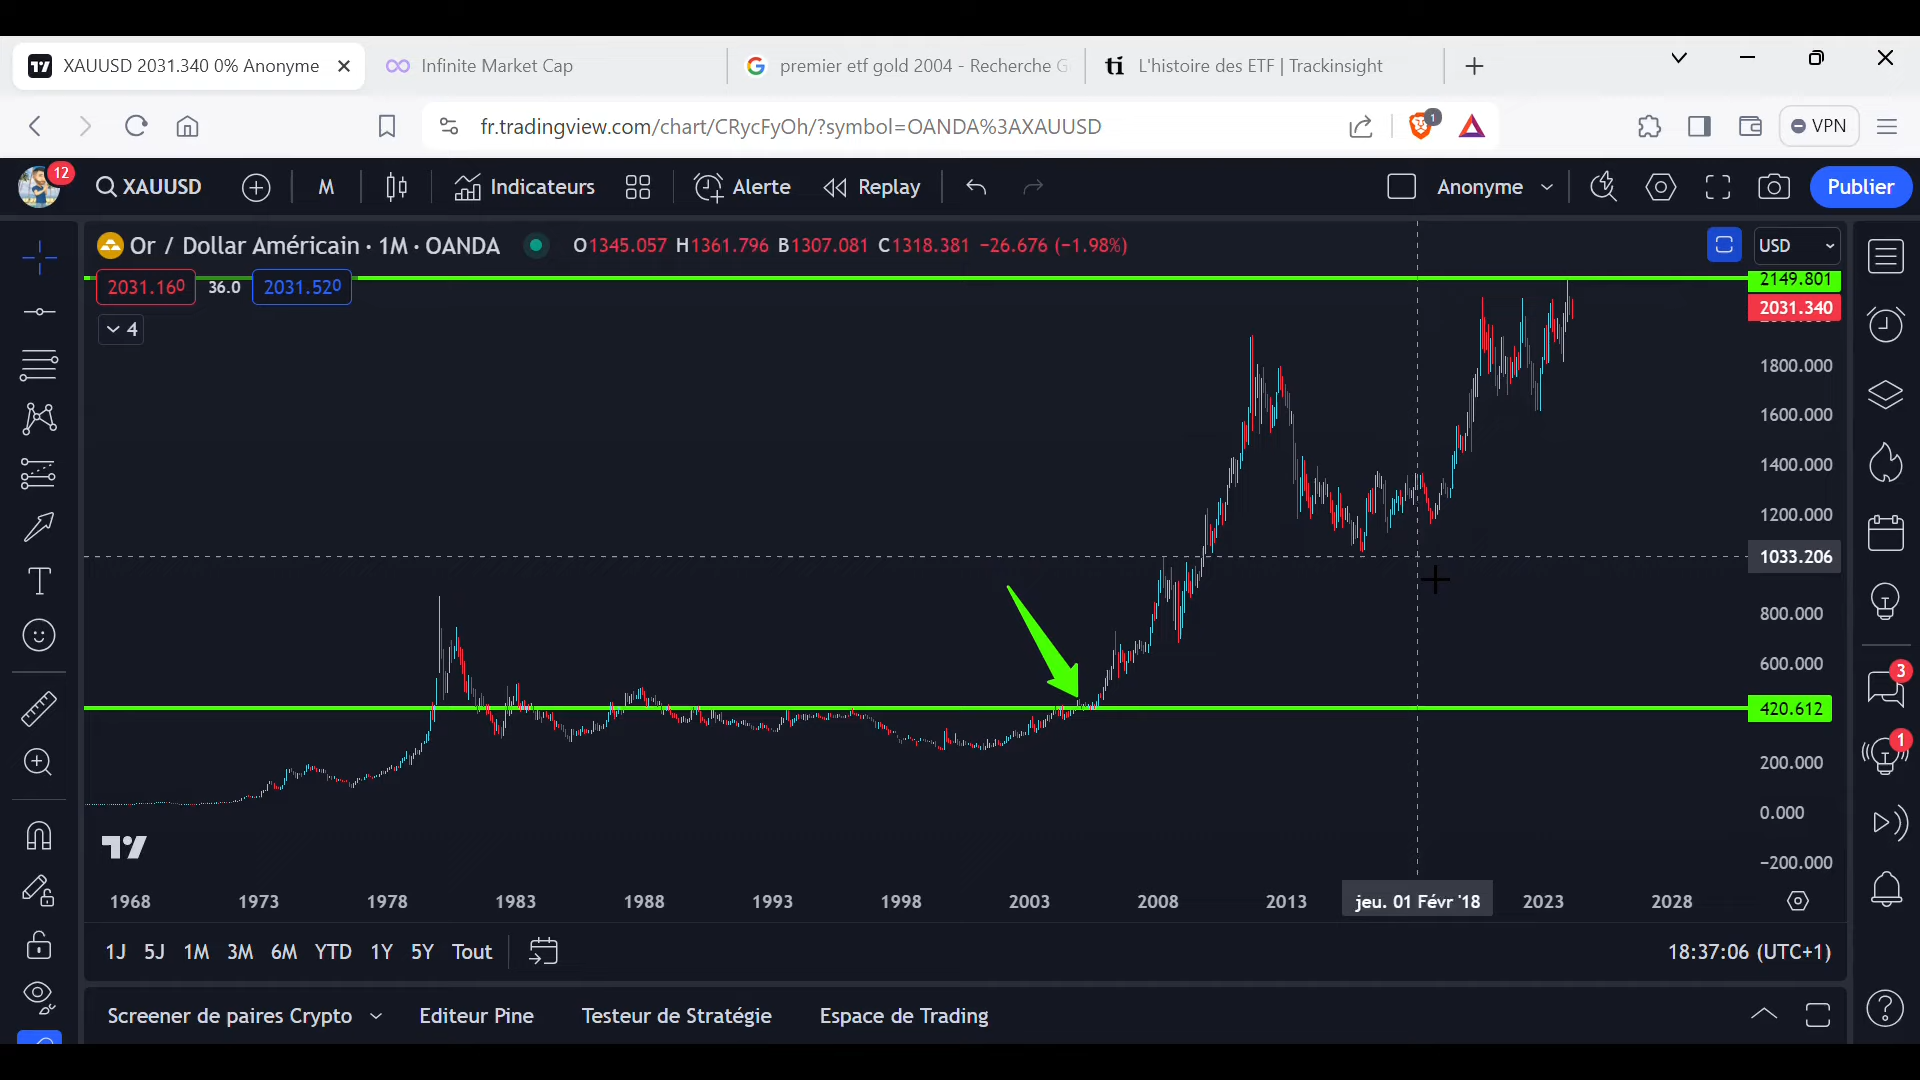 XAUUSD 2031.340 0% Anonyme
Infinite Market Cap
premier etf gold 2004 - Recherche G
L'histoire des ETF | Trackinsight
fr.tradingview.com/chart/CRycFyOh/?symbol=OANDA%3AXAUUSD
1
VPN
12
XAUUSD
M
Indicateurs
Alerte
Replay
Anonyme
Publier
Or / Dollar Américain · 1M · OANDA
O1345.057 H1361.796 B1307.081 C1318.381 −26.676 (−1.98%)
USD
2031.160
36.0
2031.520
4
2149.801
2031.340
1800.000
1600.000
1400.000
1200.000
1033.206
800.000
600.000
420.612
200.000
0.000
−200.000
3
1
1968
1973
1978
1983
1988
1993
1998
2003
2008
2013
jeu. 01 Févr '18
2023
2028
1J 5J 1M 3M 6M YTD 1Y 5Y Tout
18:37:06 (UTC+1)
Screener de paires Crypto
Editeur Pine
Testeur de Stratégie
Espace de Trading